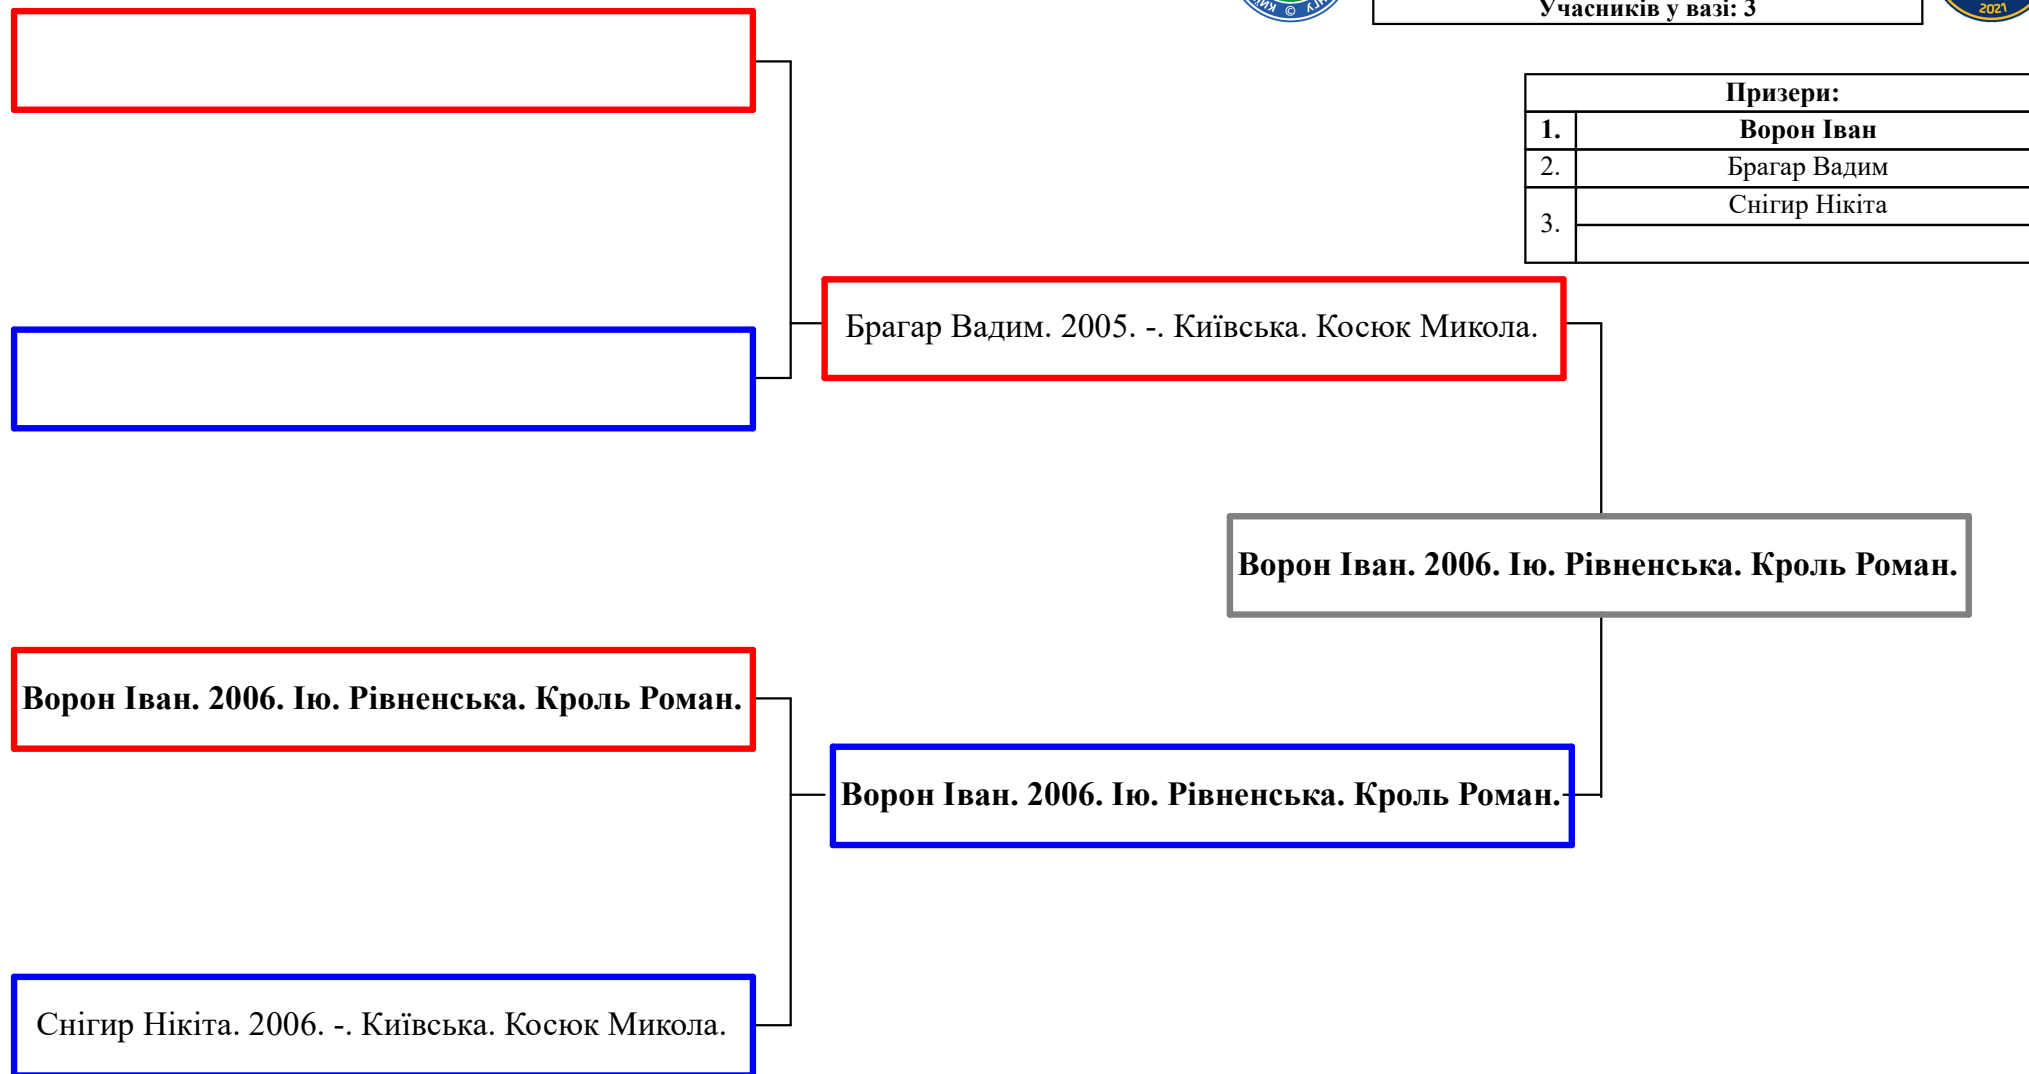 Учасників у вазі: 3
2021
Призери:
1. Ворон Іван
2. Брагар Вадим
3. Снігир Нікіта
Брагар Вадим. 2005. -. Київська. Косюк Микола.
Ворон Іван. 2006. Ію. Рівненська. Кроль Роман.
Ворон Іван. 2006. Ію. Рівненська. Кроль Роман.
Ворон Іван. 2006. Ію. Рівненська. Кроль Роман.
Снігир Нікіта. 2006. -. Київська. Косюк Микола.